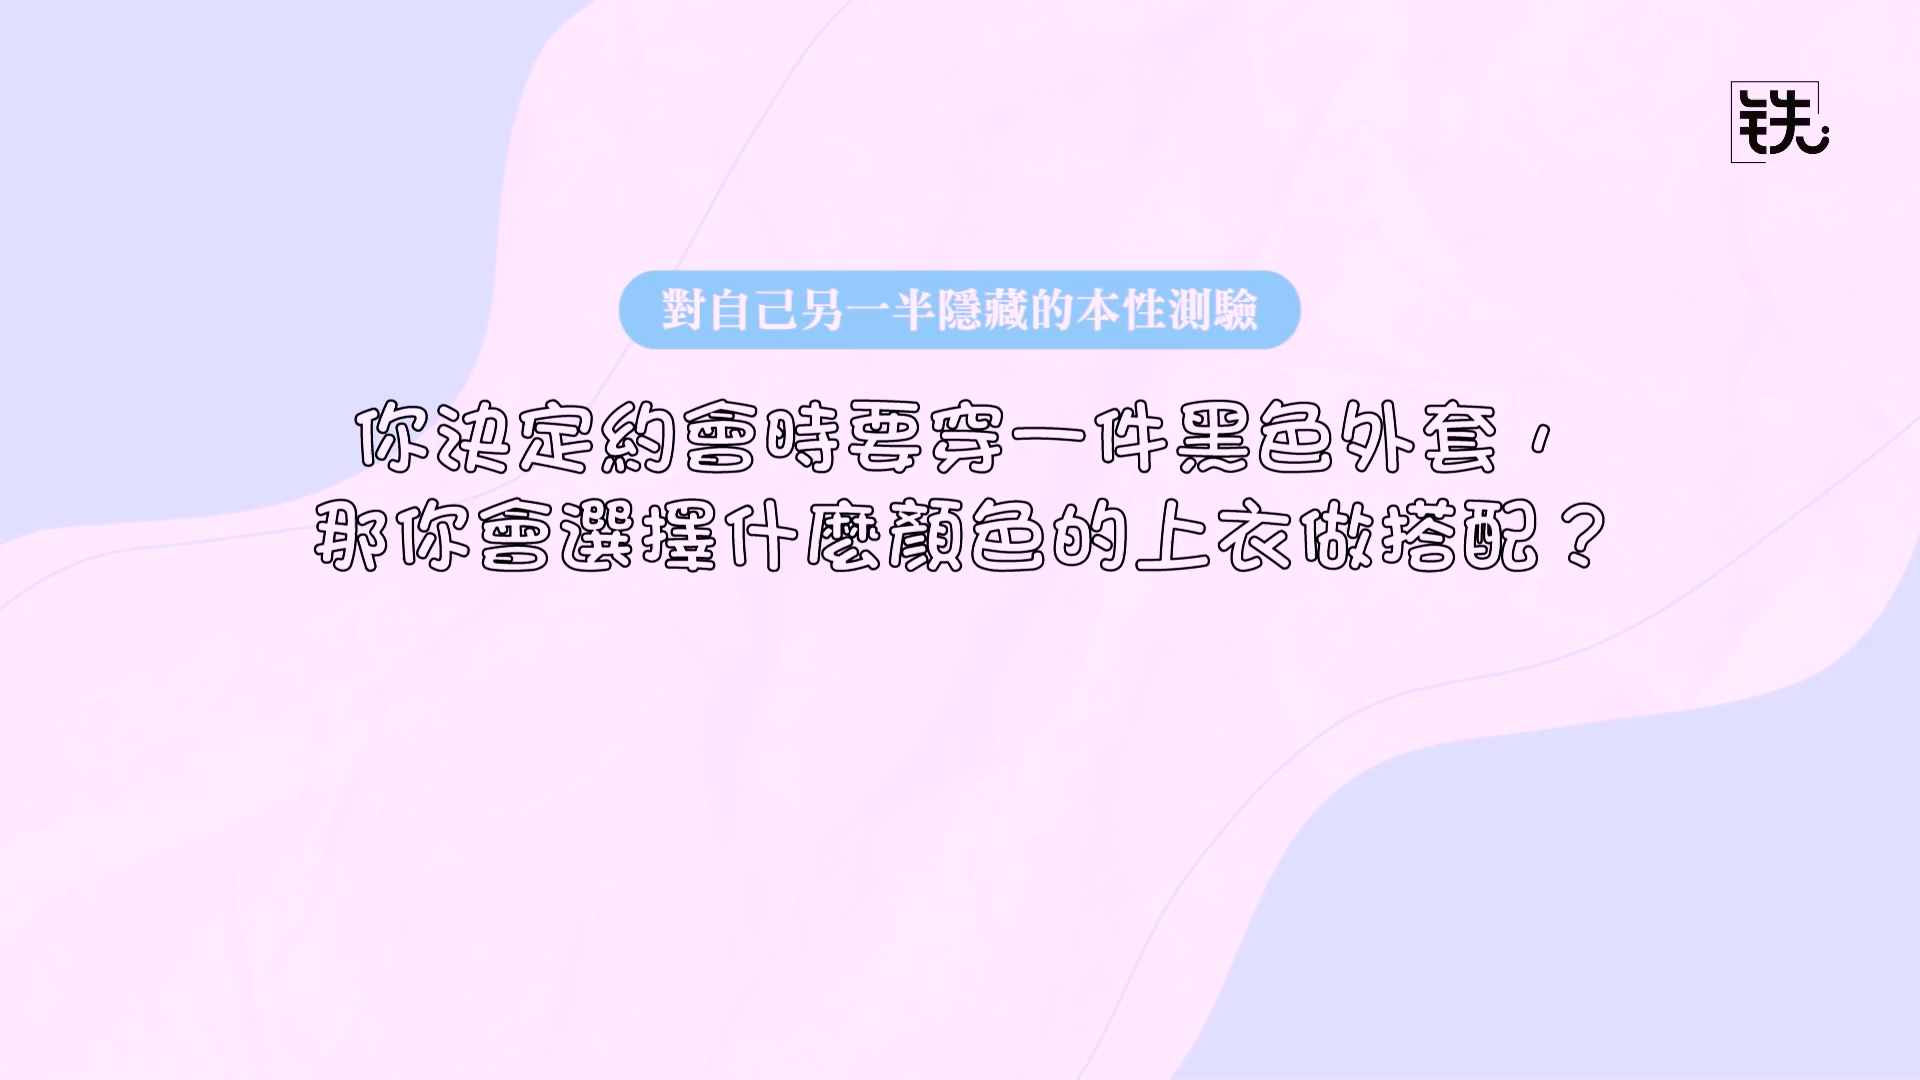 铣
對自己另一半隱藏的本性測驗
你決定約會時要穿一件黑色外套，
那你會選擇什麼顏色的上衣做搭配？